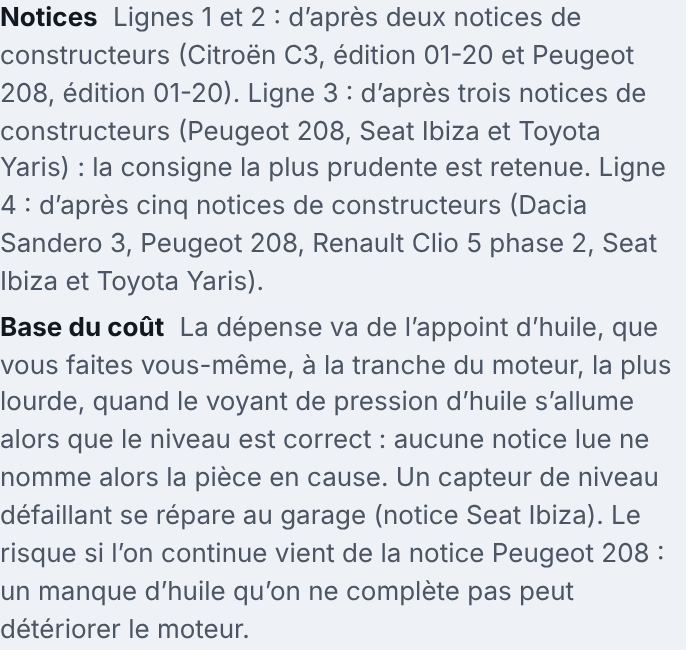 Notices Lignes 1 et 2 : d’après deux notices de
constructeurs (Citroën C3, édition 01-20 et Peugeot
208, édition 01-20). Ligne 3 : d’après trois notices de
constructeurs (Peugeot 208, Seat Ibiza et Toyota
Yaris) : la consigne la plus prudente est retenue. Ligne
4 : d’après cinq notices de constructeurs (Dacia
Sandero 3, Peugeot 208, Renault Clio 5 phase 2, Seat
Ibiza et Toyota Yaris).
Base du coût La dépense va de l’appoint d’huile, que
vous faites vous-même, à la tranche du moteur, la plus
lourde, quand le voyant de pression d’huile s’allume
alors que le niveau est correct : aucune notice lue ne
nomme alors la pièce en cause. Un capteur de niveau
défaillant se répare au garage (notice Seat Ibiza). Le
risque si l’on continue vient de la notice Peugeot 208 :
un manque d’huile qu’on ne complète pas peut
détériorer le moteur.